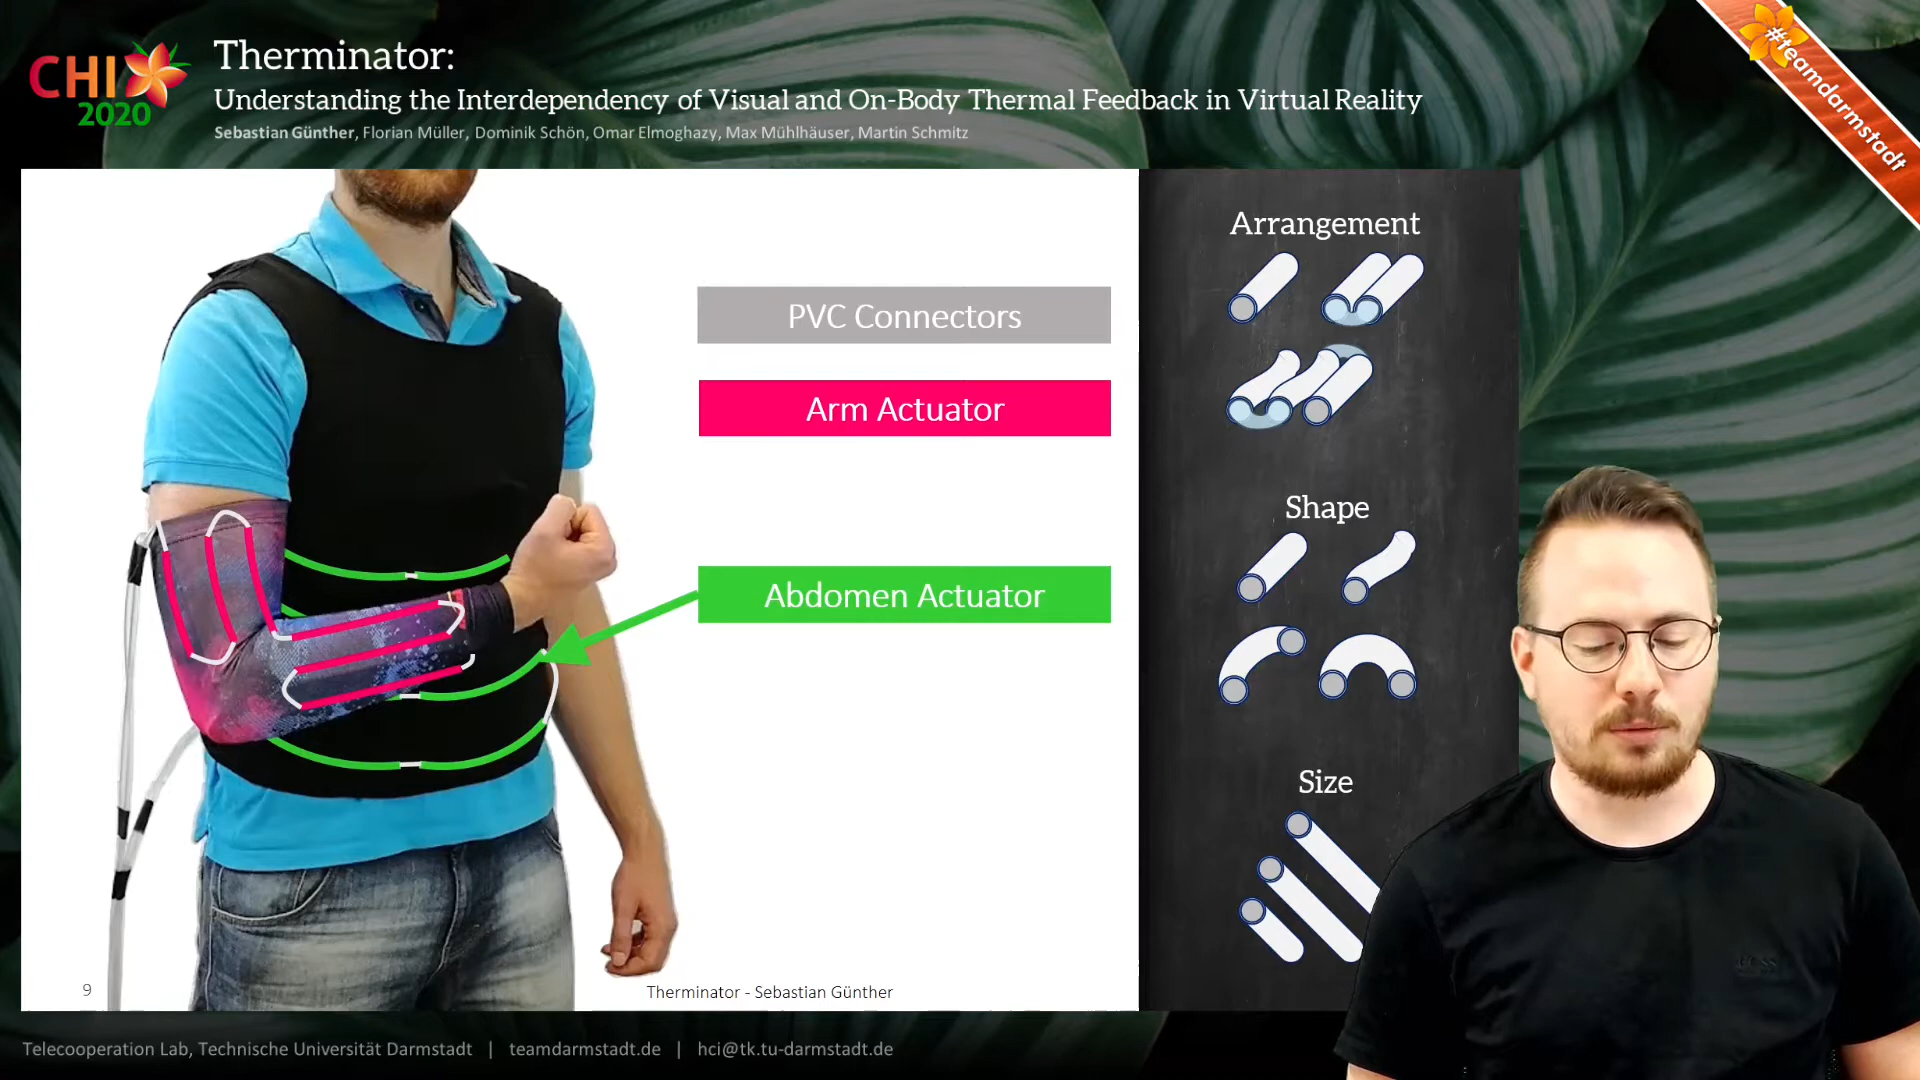 CHI
2020
Therminator:
Understanding the Interdependency of Visual and On-Body Thermal Feedback in Virtual Reality
Sebastian Günther, Florian Müller, Dominik Schön, Omar Elmoghazy, Max Mühlhäuser, Martin Schmitz
#teamdarmstadt
PVC Connectors
Arm Actuator
Abdomen Actuator
Arrangement
Shape
Size
9
Therminator - Sebastian Günther
Telecooperation Lab, Technische Universität Darmstadt | teamdarmstadt.de | hci@tk.tu-darmstadt.de